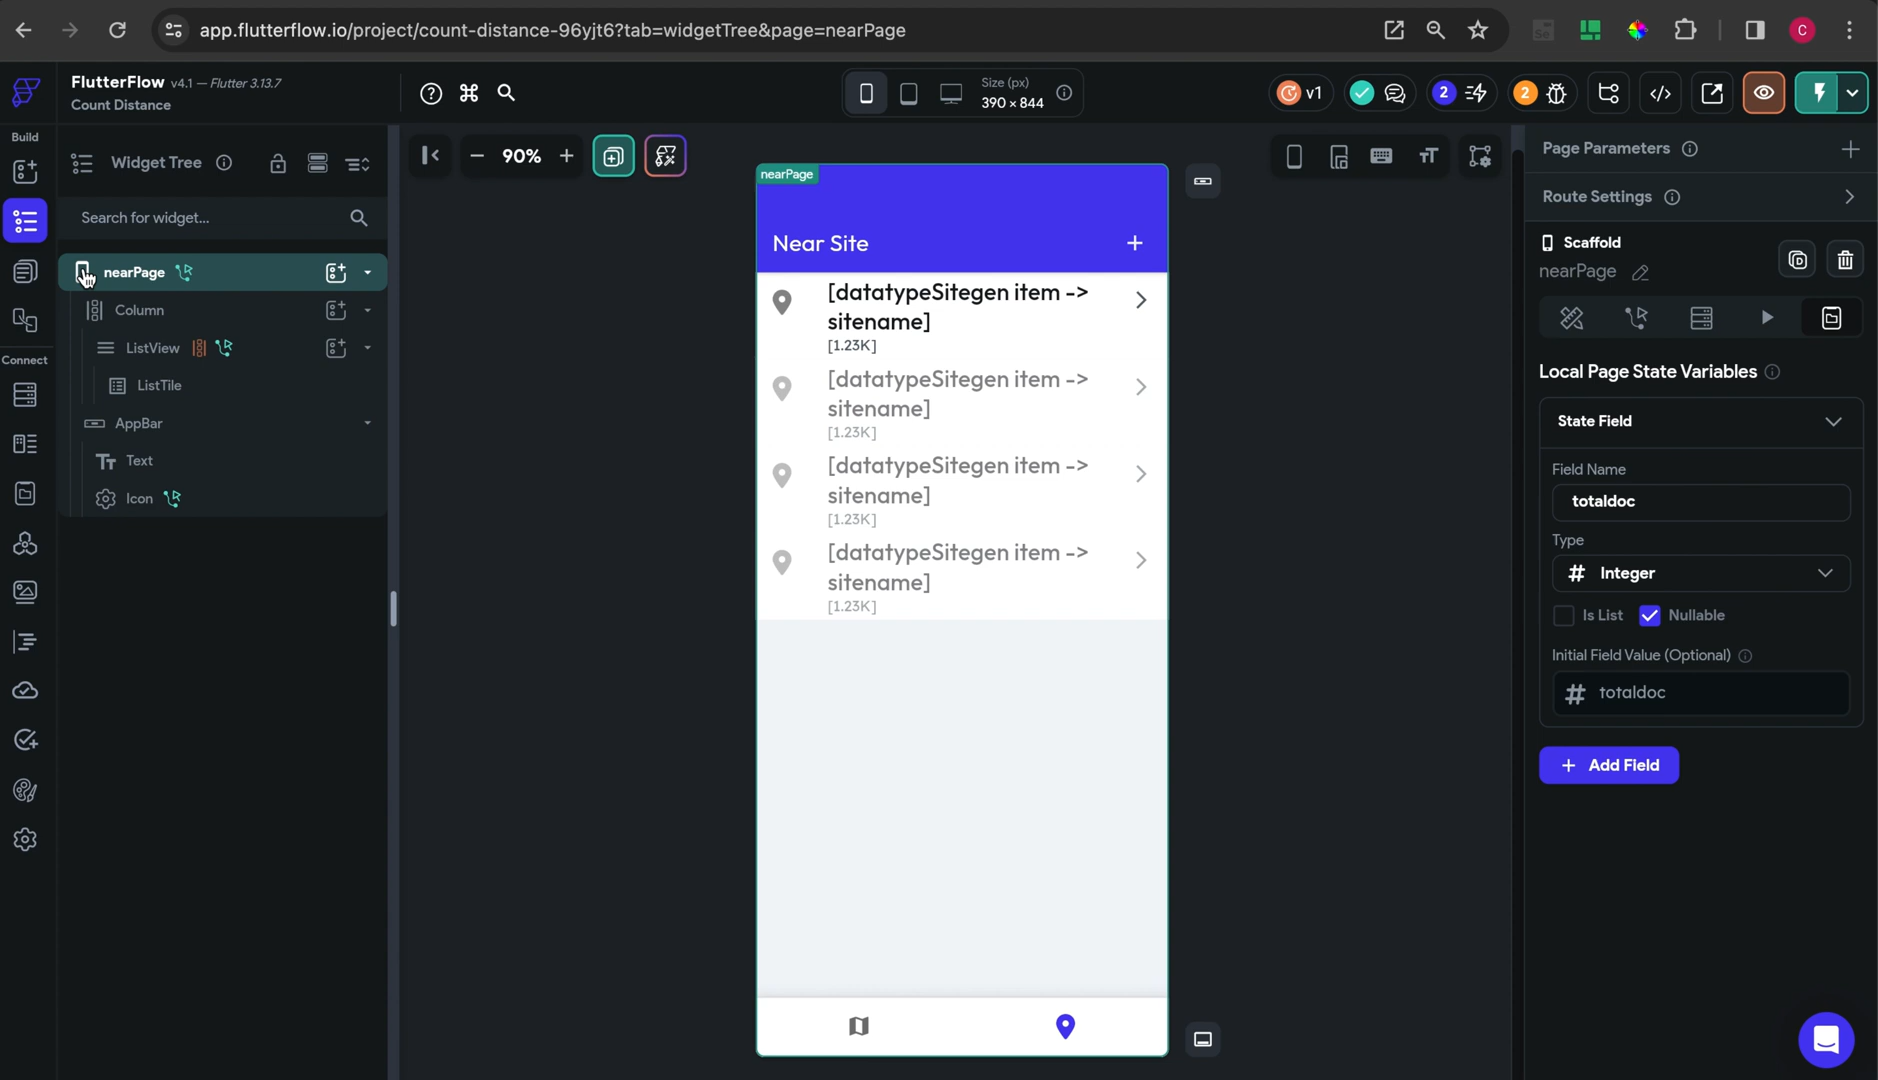 app.flutterflow.io/project/count-distance-96yjt6?tab=widgetTree&page=nearPage
C
FlutterFlow v4.1 — Flutter 3.13.7
Count Distance
Size (px)
390 × 844
v1
2
2
Build
Widget Tree
90%
Search for widget...
nearPage
Column
ListView
ListTile
AppBar
Text
Icon
Connect
nearPage
Near Site
[datatypeSitegen item ->
sitename]
[1.23K]
[datatypeSitegen item ->
sitename]
[1.23K]
[datatypeSitegen item ->
sitename]
[1.23K]
[datatypeSitegen item ->
sitename]
[1.23K]
Page Parameters
Route Settings
Scaffold
nearPage
Local Page State Variables
State Field
Field Name
totaldoc
Type
Integer
Is List
Nullable
Initial Field Value (Optional)
totaldoc
Add Field